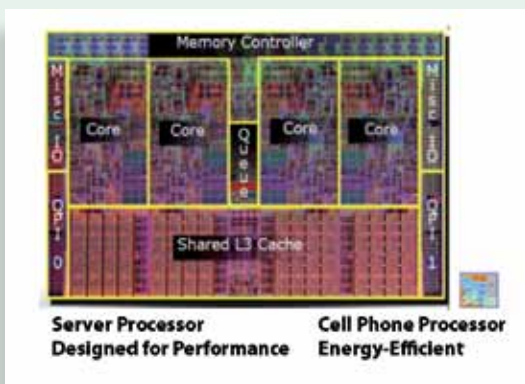 Memory Controller
Misc IO
Core
Core
Queue
Core
Core
Misc IO
QPI 0
QPI 1
Shared L3 Cache
Server Processor
Designed for Performance
Cell Phone Processor
Energy-Efficient